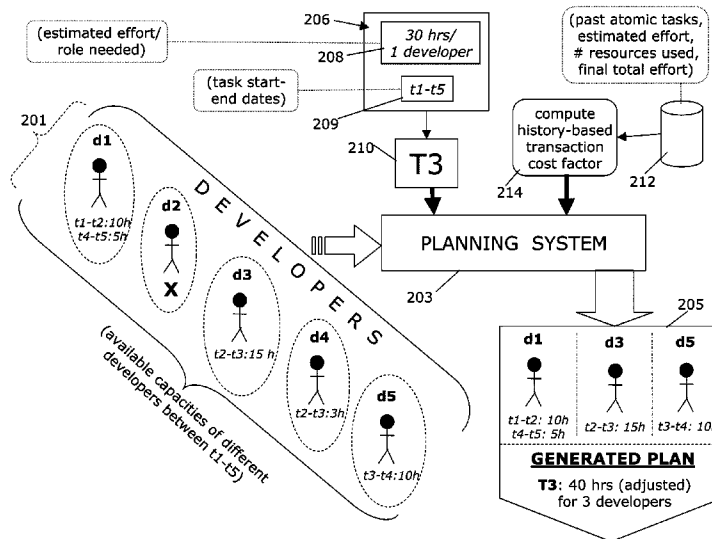 (estimated effort/
role needed)
206
30 hrs/
1 developer
208
(task start-
end dates)
t1-t5
209
(past atomic tasks,
estimated effort,
# resources used,
final total effort)
compute
history-based
transaction
cost factor
214
212
210
T3
201
d1
t1-t2:10h
t4-t5:5h
d2
X
d3
t2-t3:15 h
d4
t2-t3:3h
d5
t3-t4:10h
DEVELOPERS
(available capacities of different
developers between t1-t5)
PLANNING SYSTEM
203
205
d1
t1-t2: 10h
t4-t5: 5h
d3
t2-t3: 15h
d5
t3-t4: 10h
GENERATED PLAN
T3: 40 hrs (adjusted)
for 3 developers